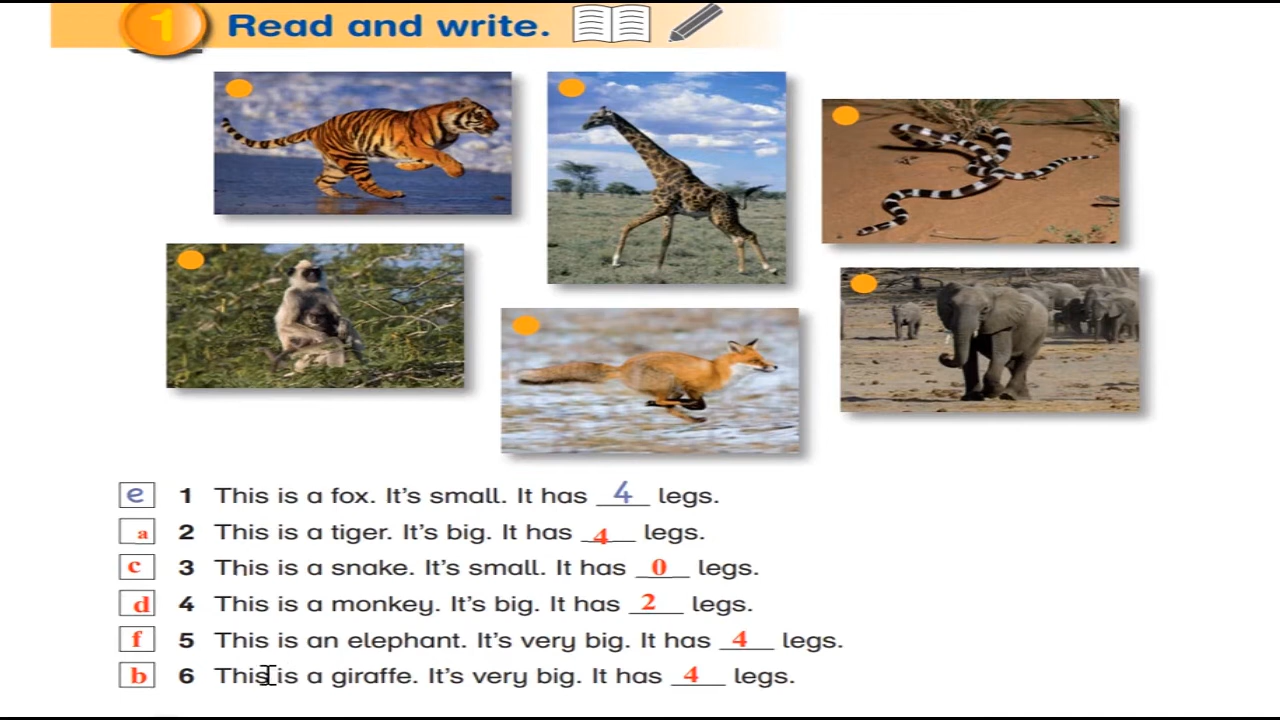 1 Read and write.
e 1 This is a fox. It's small. It has 4 legs.
a 2 This is a tiger. It's big. It has 4 legs.
c 3 This is a snake. It's small. It has 0 legs.
d 4 This is a monkey. It's big. It has 2 legs.
f 5 This is an elephant. It's very big. It has 4 legs.
b 6 This is a giraffe. It's very big. It has 4 legs.